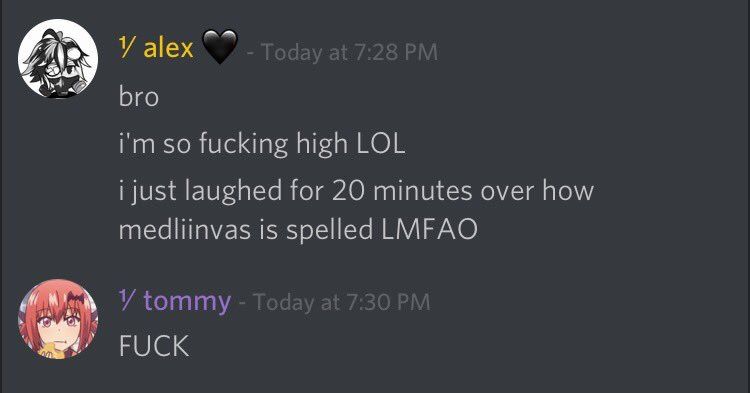 ⅟ alex 🖤 - Today at 7:28 PM
bro
i'm so fucking high LOL
i just laughed for 20 minutes over how
medliinvas is spelled LMFAO
⅟ tommy - Today at 7:30 PM
FUCK